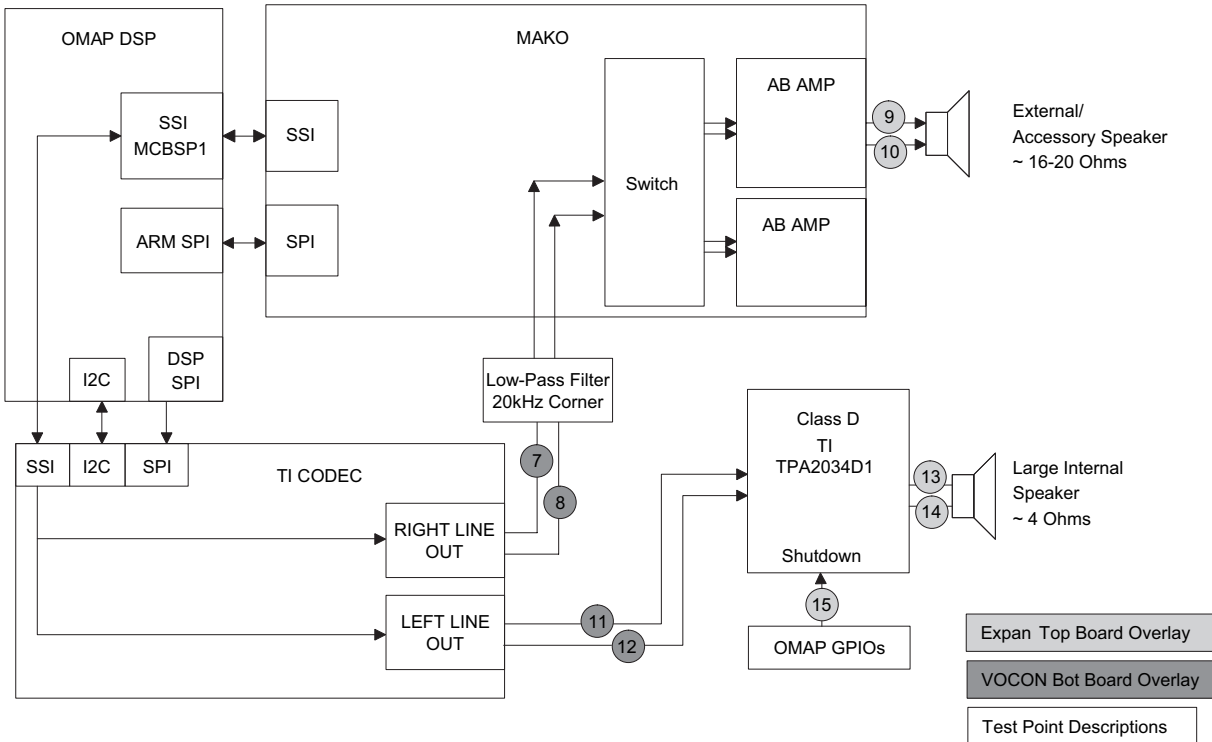 OMAP DSP
MAKO
SSI
MCBSP1
SSI
ARM SPI
SPI
I2C
DSP
SPI
Switch
AB AMP
AB AMP
9
10
External/
Accessory Speaker
~ 16-20 Ohms
Low-Pass Filter
20kHz Corner
7
8
SSI
I2C
SPI
TI CODEC
RIGHT LINE
OUT
LEFT LINE
OUT
11
12
Class D
TI
TPA2034D1
Shutdown
13
14
Large Internal
Speaker
~ 4 Ohms
15
OMAP GPIOs
Expan Top Board Overlay
VOCON Bot Board Overlay
Test Point Descriptions